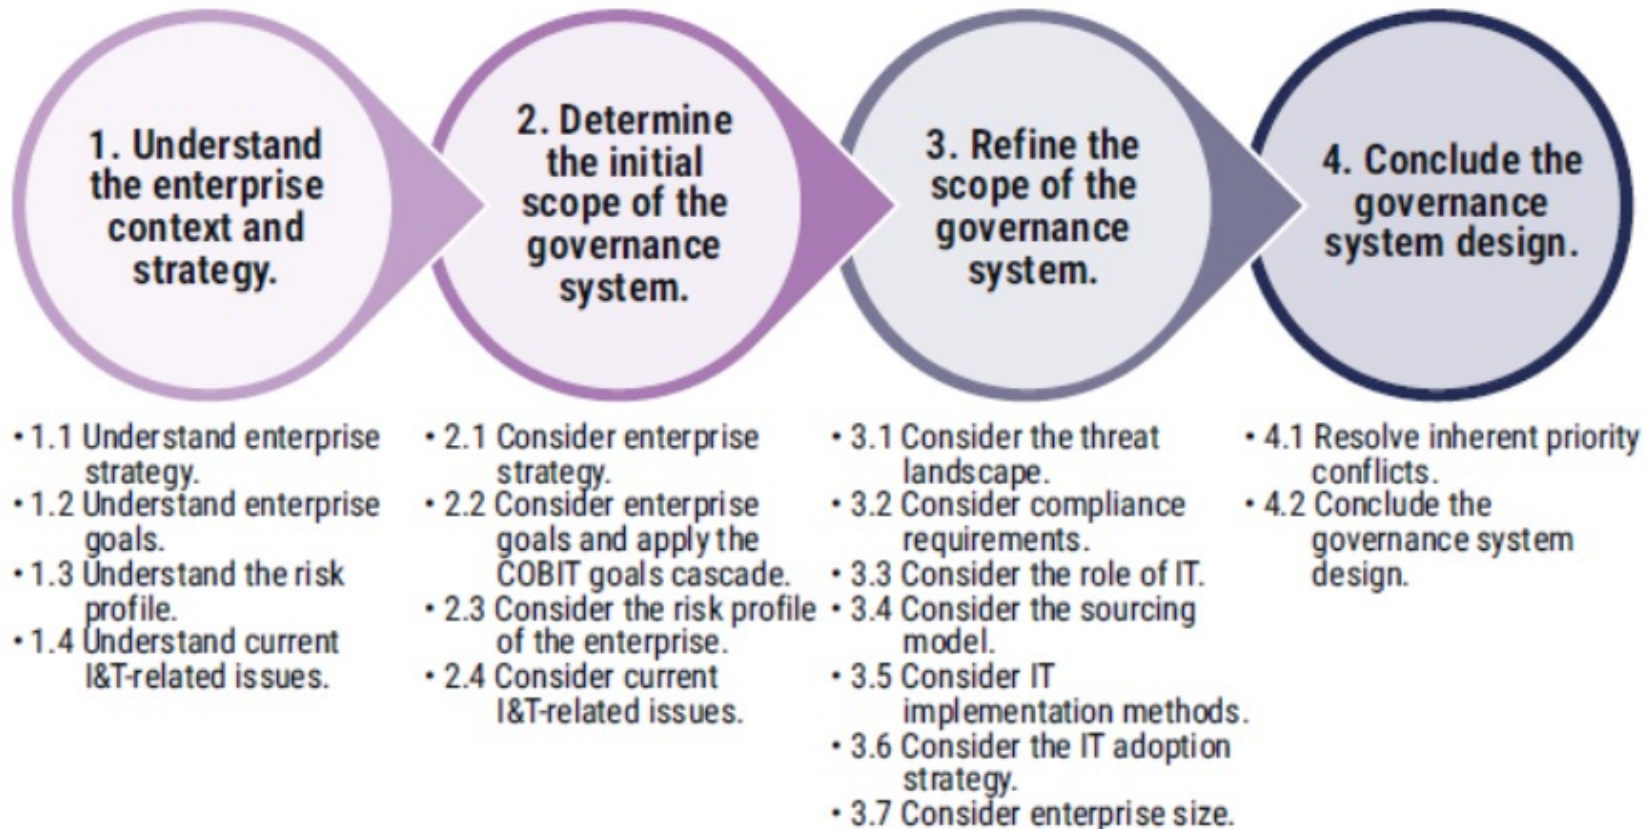 1. Understand
the enterprise
context and
strategy.
2. Determine
the initial
scope of the
governance
system.
3. Refine the
scope of the
governance
system.
4. Conclude the
governance
system design.
• 1.1 Understand enterprise
strategy.
• 1.2 Understand enterprise
goals.
• 1.3 Understand the risk
profile.
• 1.4 Understand current
I&T-related issues.
• 2.1 Consider enterprise
strategy.
• 2.2 Consider enterprise
goals and apply the
COBIT goals cascade.
• 2.3 Consider the risk profile
of the enterprise.
• 2.4 Consider current
I&T-related issues.
• 3.1 Consider the threat
landscape.
• 3.2 Consider compliance
requirements.
• 3.3 Consider the role of IT.
• 3.4 Consider the sourcing
model.
• 3.5 Consider IT
implementation methods.
• 3.6 Consider the IT adoption
strategy.
• 3.7 Consider enterprise size.
• 4.1 Resolve inherent priority
conflicts.
• 4.2 Conclude the
governance system
design.